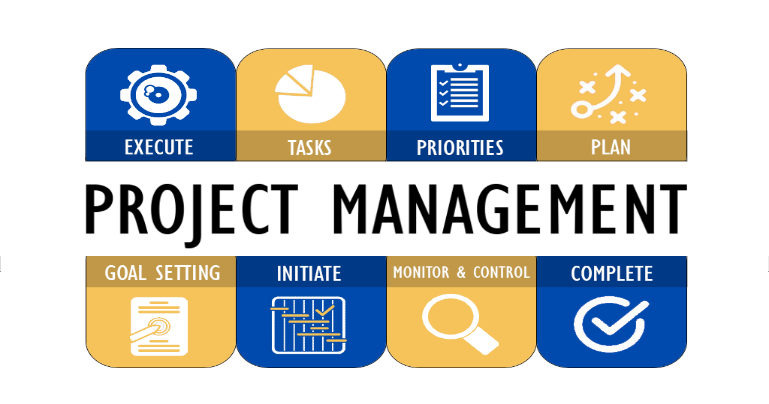 EXECUTE
TASKS
PRIORITIES
PLAN
PROJECT MANAGEMENT
GOAL SETTING
INITIATE
MONITOR & CONTROL
COMPLETE